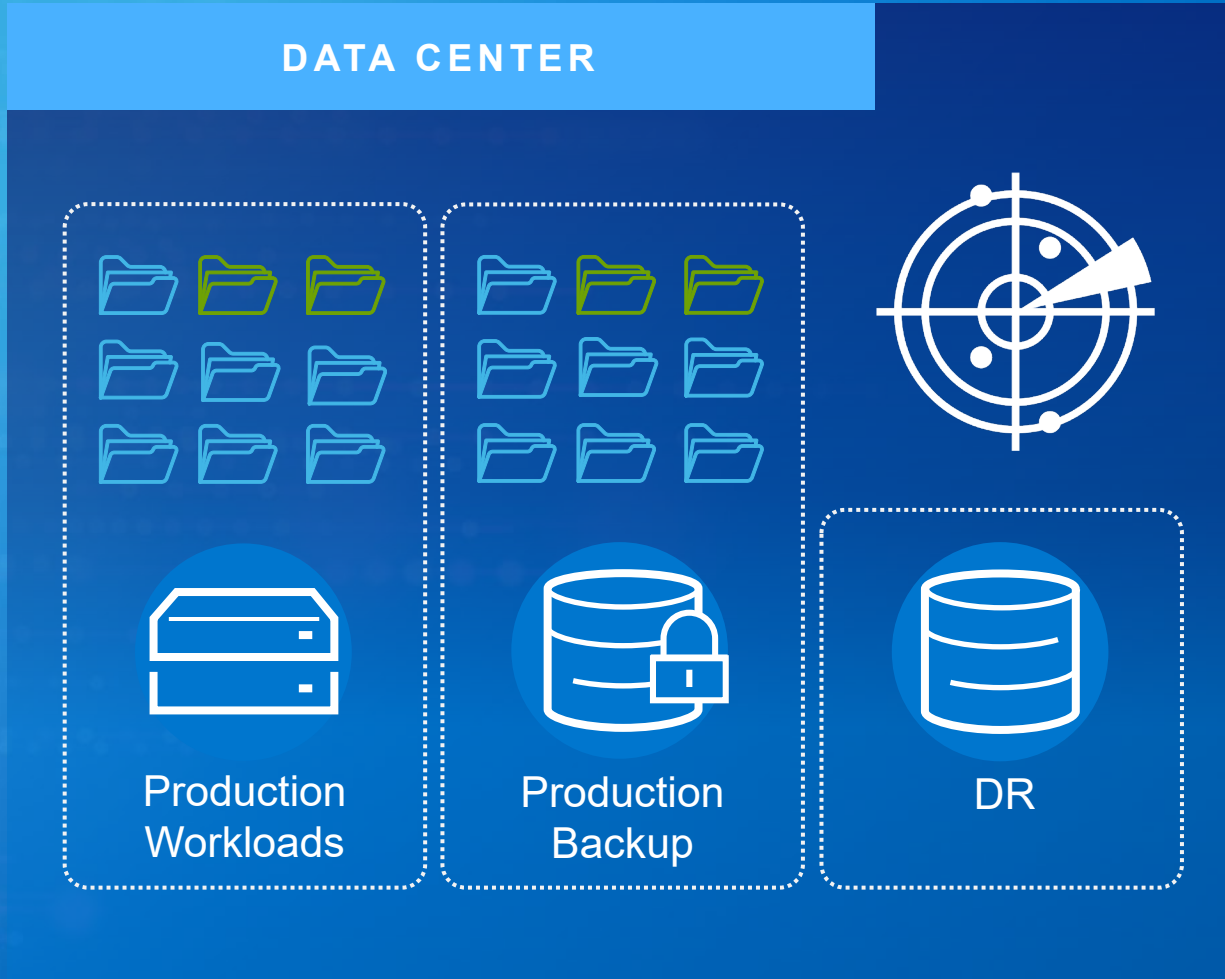 DATA CENTER
Production
Workloads
Production
Backup
DR